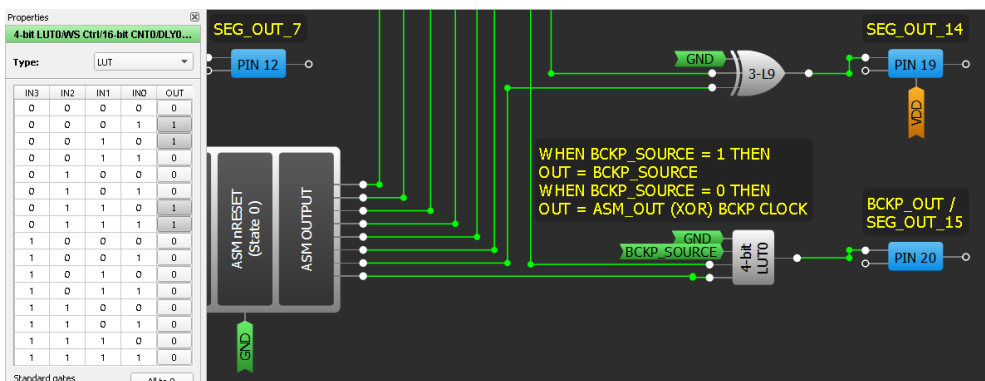 Properties
4-bit LUT0/WS Ctrl/16-bit CNT0/DLY0...
Type: LUT
IN3 IN2 IN1 IN0 OUT
0 0 0 0 0
0 0 0 1 1
0 0 1 0 1
0 0 1 1 0
0 1 0 0 0
0 1 0 1 0
0 1 1 0 1
0 1 1 1 1
1 0 0 0 0
1 0 0 1 0
1 0 1 0 0
1 0 1 1 0
1 1 0 0 0
1 1 0 1 0
1 1 1 0 0
1 1 1 1 0
Standard gates All to 0
SEG_OUT_7
PIN 12
ASM nRESET
(State 0)
ASM OUTPUT
GND
GND
3-L9
SEG_OUT_14
PIN 19
VDD
WHEN BCKP_SOURCE = 1 THEN
OUT = BCKP_SOURCE
WHEN BCKP_SOURCE = 0 THEN
OUT = ASM_OUT (XOR) BCKP CLOCK
GND
BCKP_SOURCE
4-bit
LUT0
BCKP_OUT /
SEG_OUT_15
PIN 20